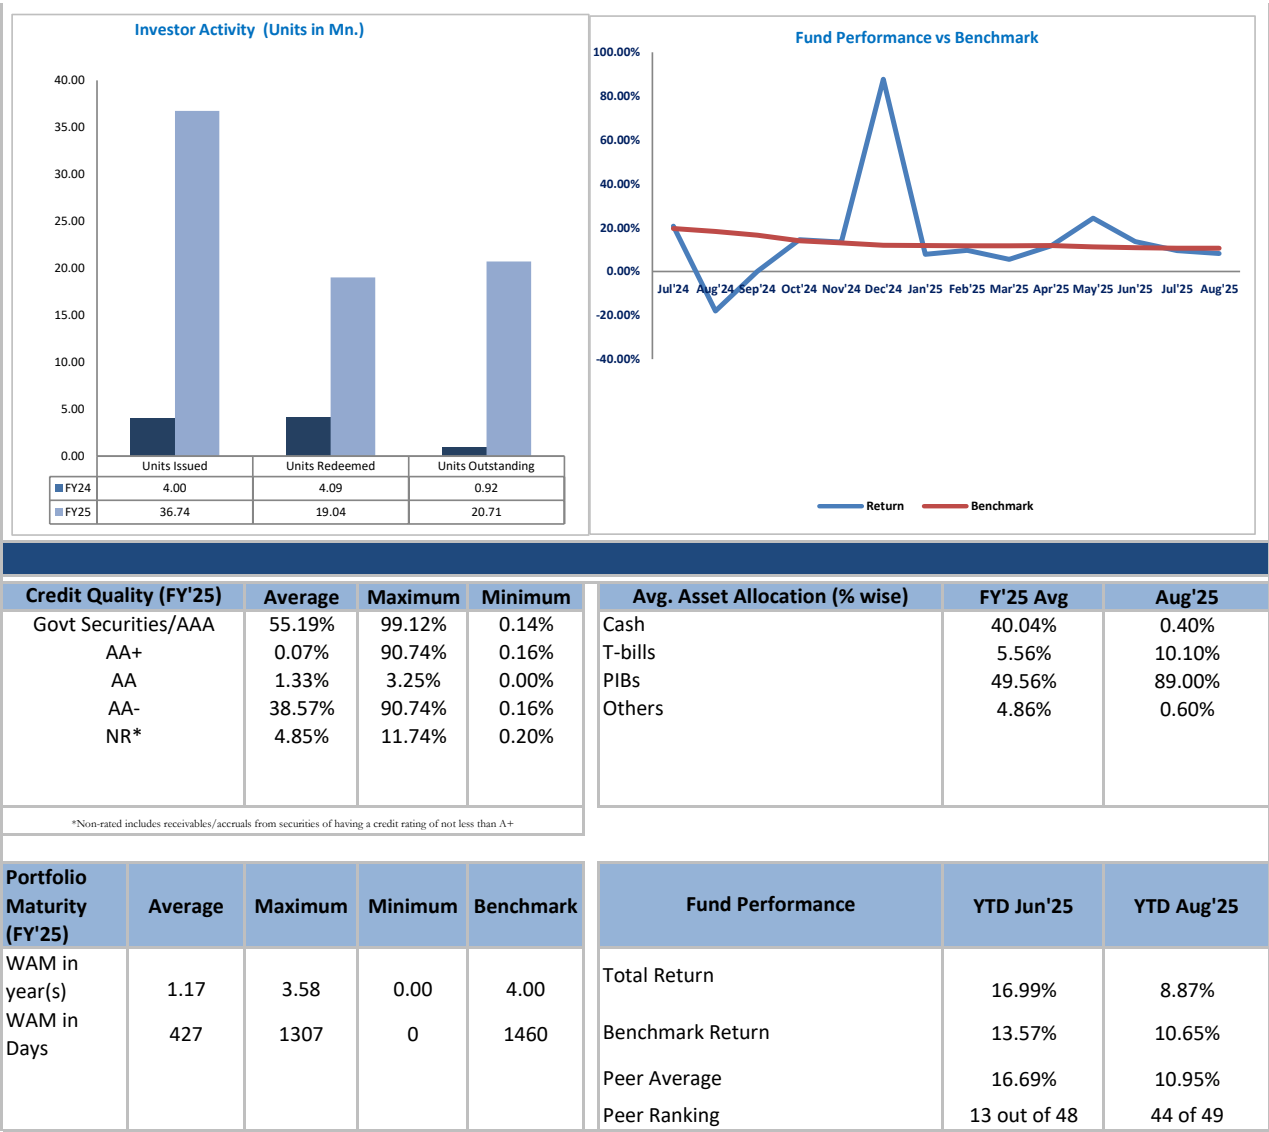 Investor Activity  (Units in Mn.)
40.00
35.00
30.00
25.00
20.00
15.00
10.00
5.00
0.00
Units Issued Units Redeemed Units Outstanding
FY24 4.00 4.09 0.92
FY25 36.74 19.04 20.71
Fund Performance vs Benchmark
100.00%
80.00%
60.00%
40.00%
20.00%
0.00%
-20.00%
-40.00%
Jul'24 Aug'24 Sep'24 Oct'24 Nov'24 Dec'24 Jan'25 Feb'25 Mar'25 Apr'25 May'25 Jun'25 Jul'25 Aug'25
Return Benchmark
Credit Quality (FY'25) Average Maximum Minimum
Govt Securities/AAA 55.19% 99.12% 0.14%
AA+ 0.07% 90.74% 0.16%
AA 1.33% 3.25% 0.00%
AA- 38.57% 90.74% 0.16%
NR* 4.85% 11.74% 0.20%
*Non-rated includes receivables/accruals from securities of having a credit rating of not less than A+
Avg. Asset Allocation (% wise) FY'25 Avg Aug'25
Cash 40.04% 0.40%
T-bills 5.56% 10.10%
PIBs 49.56% 89.00%
Others 4.86% 0.60%
Portfolio
Maturity
(FY'25)
Average Maximum Minimum Benchmark
WAM in
year(s) 1.17 3.58 0.00 4.00
WAM in
Days 427 1307 0 1460
Fund Performance YTD Jun'25 YTD Aug'25
Total Return 16.99% 8.87%
Benchmark Return 13.57% 10.65%
Peer Average 16.69% 10.95%
Peer Ranking 13 out of 48 44 of 49